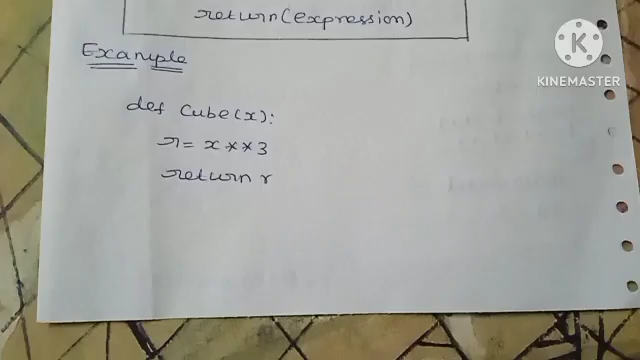 return(expression)
Example
def cube(x):
r = x**3
return r
KINEMASTER